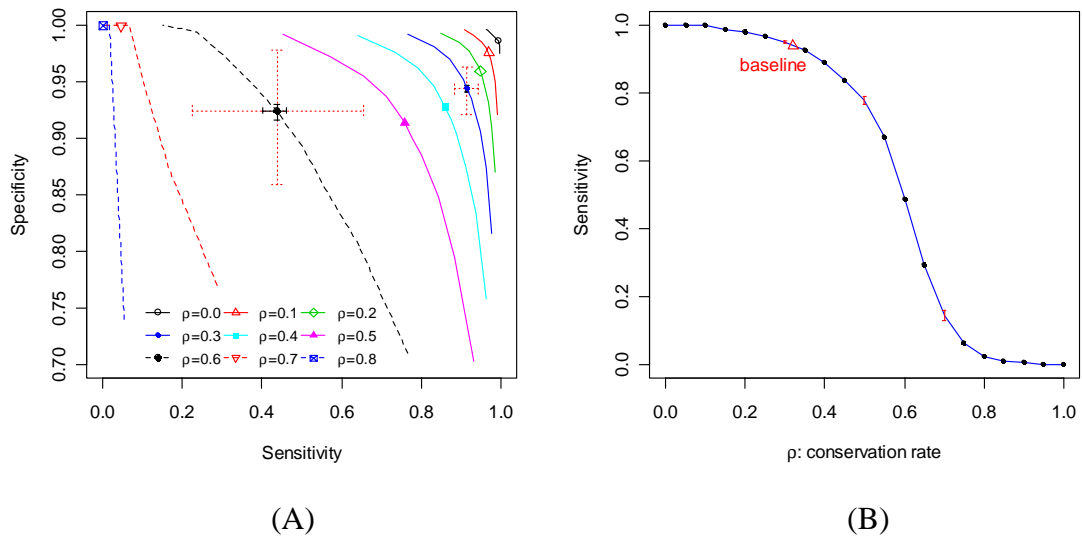 1.00
0.95
0.90
0.85
0.80
0.75
0.70
Specificity
ρ=0.0 ρ=0.1 ρ=0.2
ρ=0.3 ρ=0.4 ρ=0.5
ρ=0.6 ρ=0.7 ρ=0.8
0.0 0.2 0.4 0.6 0.8 1.0
Sensitivity
(A)
1.0
0.8
0.6
0.4
0.2
0.0
Sensitivity
baseline
0.0 0.2 0.4 0.6 0.8 1.0
ρ: conservation rate
(B)